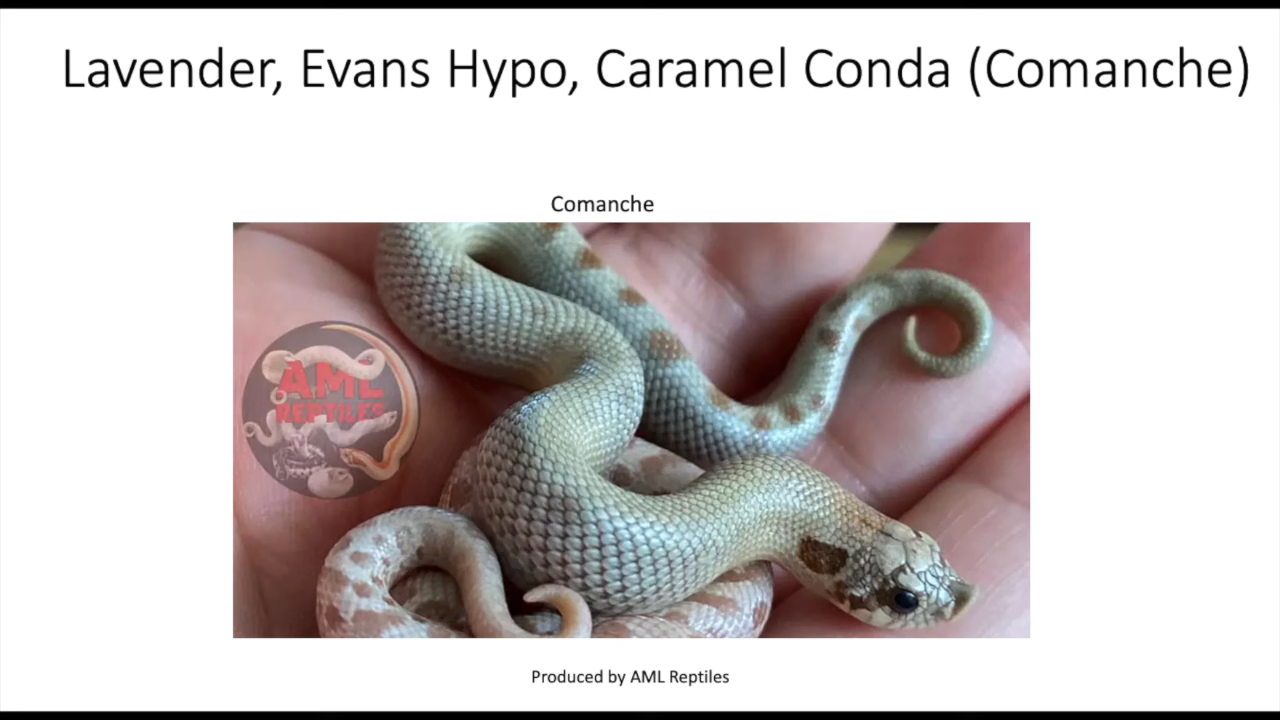 Lavender, Evans Hypo, Caramel Conda (Comanche)
Comanche
AML
REPTILES
Produced by AML Reptiles